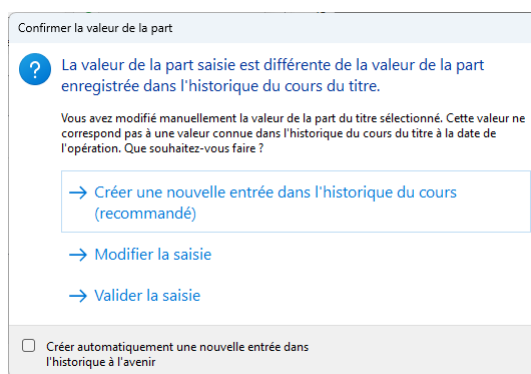 Confirmer la valeur de la part
?
La valeur de la part saisie est différente de la valeur de la part
enregistrée dans l'historique du cours du titre.
Vous avez modifié manuellement la valeur de la part du titre sélectionné. Cette valeur ne
correspond pas à une valeur connue dans l'historique du cours du titre à la date de
l'opération. Que souhaitez-vous faire ?
→ Créer une nouvelle entrée dans l'historique du cours
(recommandé)
→ Modifier la saisie
→ Valider la saisie
Créer automatiquement une nouvelle entrée dans
l'historique à l'avenir